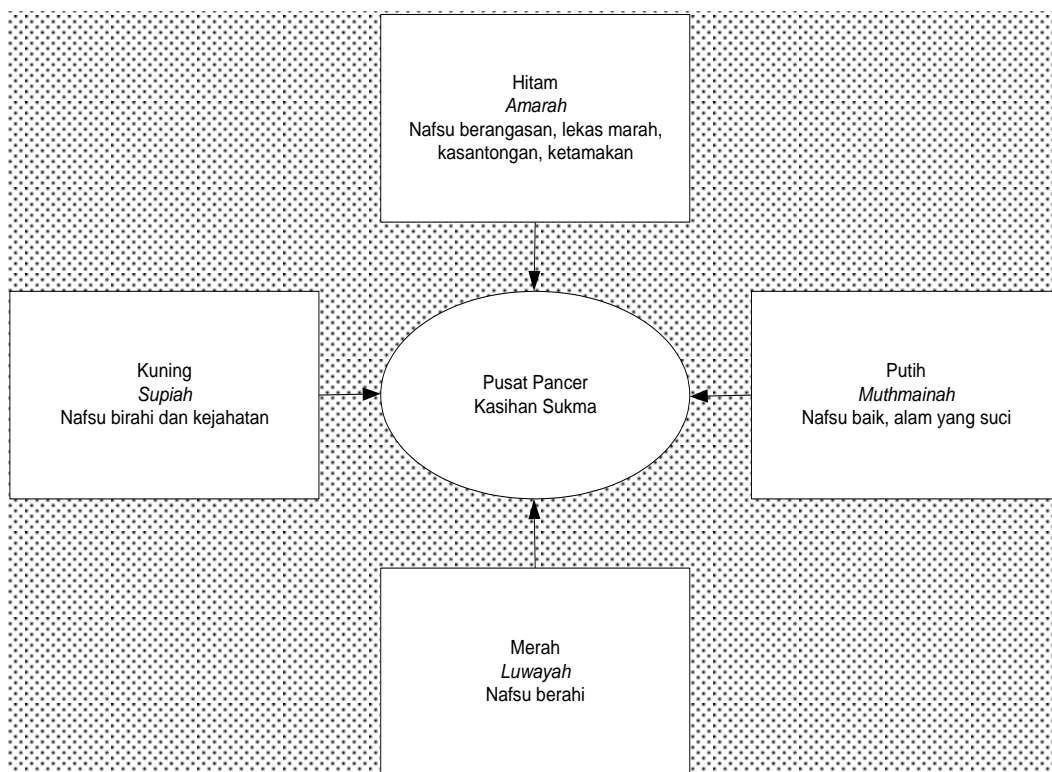 Hitam
Amarah
Nafsu berangasan, lekas marah,
kasantongan, ketamakan
Kuning
Supiah
Nafsu birahi dan kejahatan
Pusat Pancer
Kasihan Sukma
Putih
Muthmainah
Nafsu baik, alam yang suci
Merah
Luwayah
Nafsu berahi